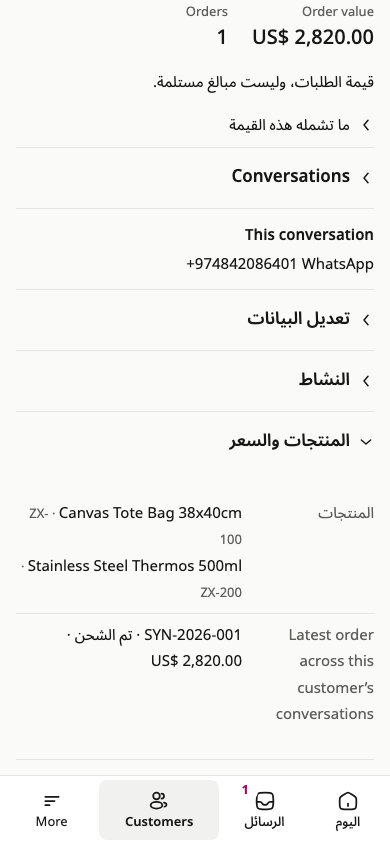 Order value
Orders
US$ 2,820.00
1
قيمة الطلبات، وليست مبالغ مستلمة.
ما تشمله هذه القيمة
Conversations
This conversation
+974842086401 WhatsApp
تعديل البيانات
النشاط
المنتجات والسعر
المنتجات
Canvas Tote Bag 38x40cm · ZX-
100
Stainless Steel Thermos 500ml ·
ZX-200
Latest order
across this
customer’s
conversations
SYN-2026-001 · تم الشحن ·
US$ 2,820.00
اليوم
1
الرسائل
Customers
More